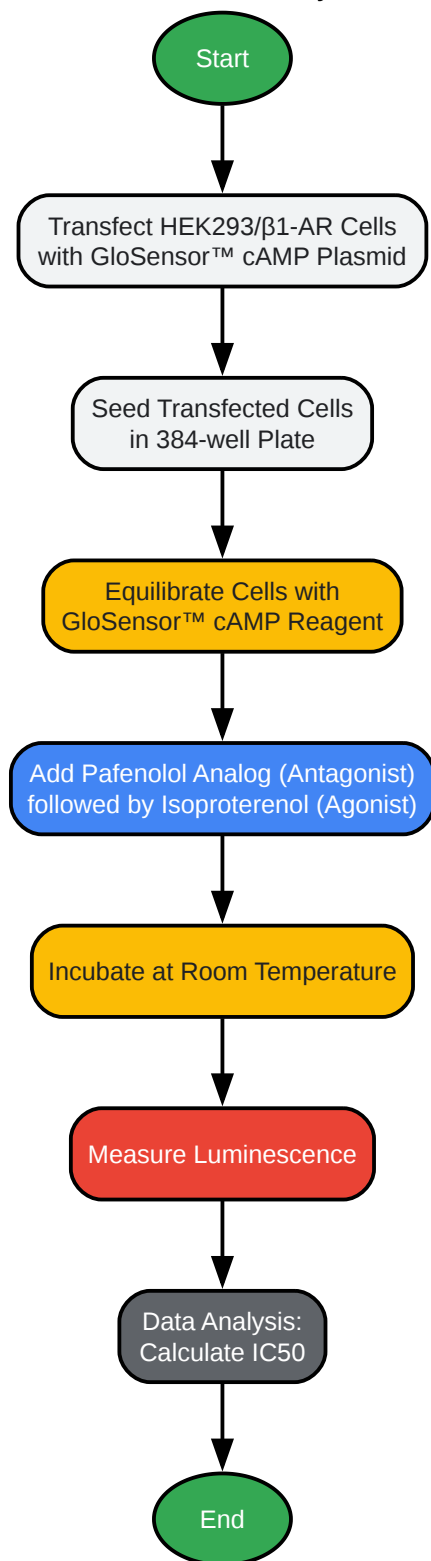 Start
Transfect HEK293/β1-AR Cells
with GloSensor™ cAMP Plasmid
Seed Transfected Cells
in 384-well Plate
Equilibrate Cells with
GloSensor™ cAMP Reagent
Add Pafenolol Analog (Antagonist)
followed by Isoproterenol (Agonist)
Incubate at Room Temperature
Measure Luminescence
Data Analysis:
Calculate IC50
End